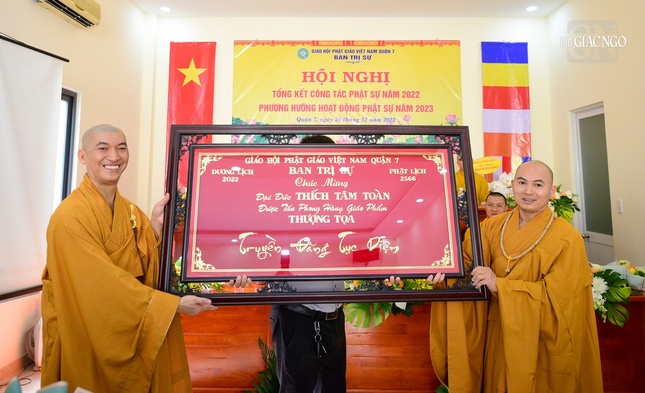 GIÁO HỘI PHẬT GIÁO VIỆT NAM QUẬN 7
BAN TRỊ SỰ
HỘI NGHỊ
TỔNG KẾT CÔNG TÁC PHẬT SỰ NĂM 2022
PHƯƠNG HƯỚNG HOẠT ĐỘNG PHẬT SỰ NĂM 2023
GIÁC NGỘ
GIÁO HỘI PHẬT GIÁO VIỆT NAM QUẬN 7
DƯƠNG LỊCH BAN TRỊ SỰ PHẬT LỊCH
2022 Chúc Mừng 2566
Đại Đức THÍCH TÂM TOÀN
Được Tấn Phong Hàng Giáo Phẩm
THƯỢNG TỌA
Truyền Đăng Tục Diệm